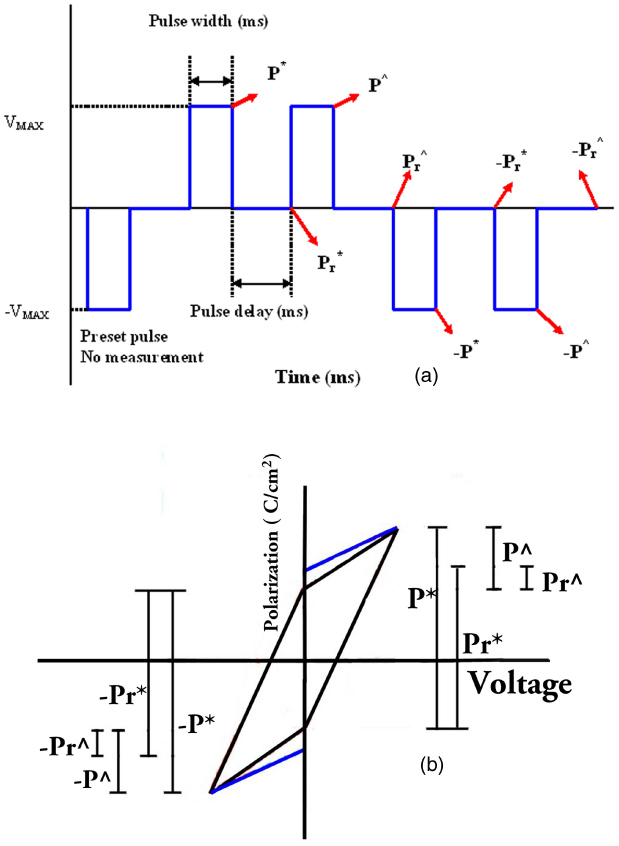 Pulse width (ms)
P*
P^
VMAX
Pr^
-Pr*
-Pr^
Pr*
-VMAX
Pulse delay (ms)
Preset pulse
No measurement
-P*
-P^
Time (ms)
(a)
Polarization ( C/cm²)
P^
Pr^
P*
Pr*
Voltage
-Pr*
-P*
-Pr^
-P^
(b)